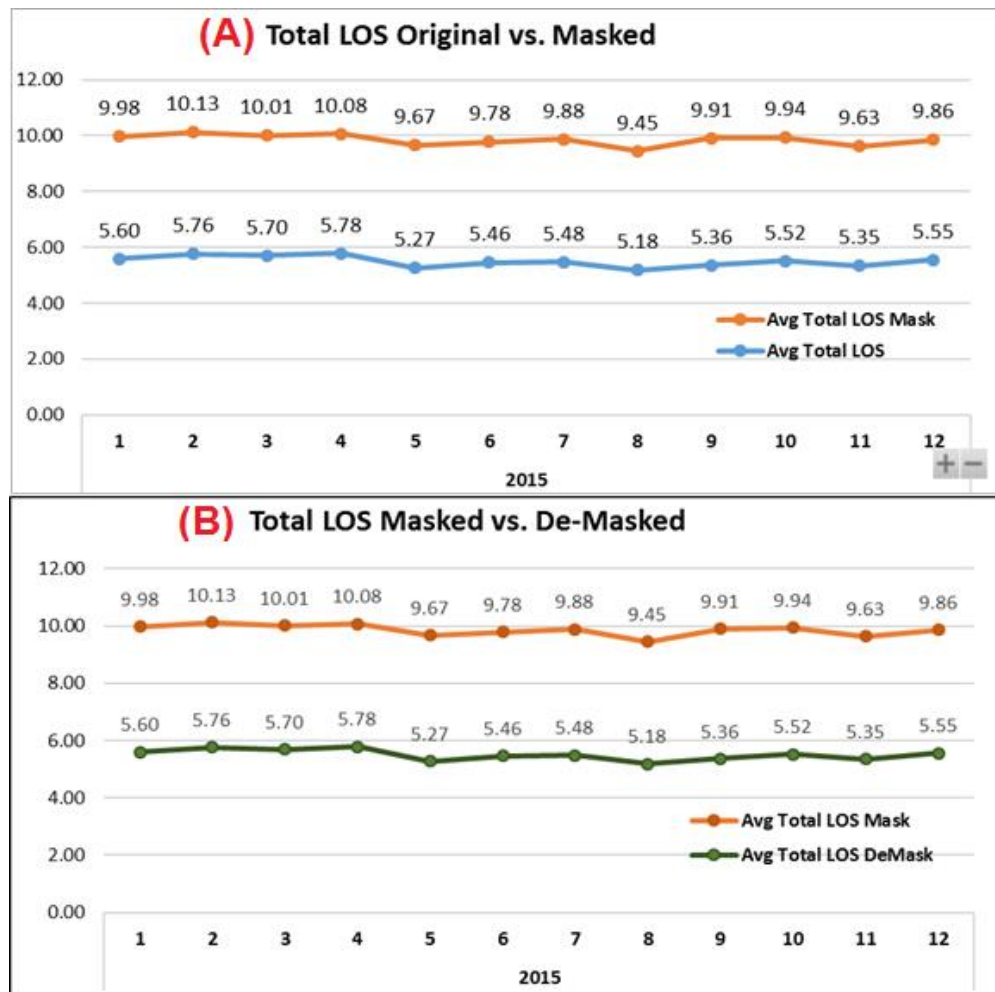 (A) Total LOS Original vs. Masked
12.00
9.98 10.13 10.01 10.08 9.67 9.78 9.88 9.45 9.91 9.94 9.63 9.86
10.00
8.00
5.60 5.76 5.70 5.78 5.27 5.46 5.48 5.18 5.36 5.52 5.35 5.55
6.00
4.00
Avg Total LOS Mask
Avg Total LOS
2.00
0.00
1 2 3 4 5 6 7 8 9 10 11 12
2015
(B) Total LOS Masked vs. De-Masked
12.00
9.98 10.13 10.01 10.08 9.67 9.78 9.88 9.45 9.91 9.94 9.63 9.86
10.00
8.00
5.60 5.76 5.70 5.78 5.27 5.46 5.48 5.18 5.36 5.52 5.35 5.55
6.00
4.00
Avg Total LOS Mask
Avg Total LOS DeMask
2.00
0.00
1 2 3 4 5 6 7 8 9 10 11 12
2015